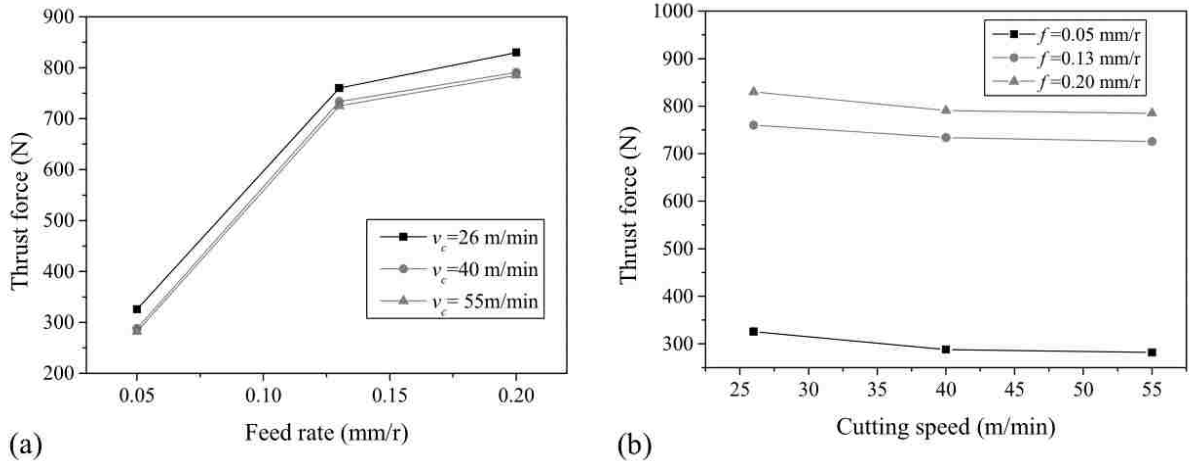 900
800
700
600
500
400
300
200
Thrust force (N)
v_c=26 m/min
v_c=40 m/min
v_c= 55m/min
0.05 0.10 0.15 0.20
Feed rate (mm/r)
(a)
1000
900
800
700
600
500
400
300
Thrust force (N)
f=0.05 mm/r
f=0.13 mm/r
f=0.20 mm/r
25 30 35 40 45 50 55
Cutting speed (m/min)
(b)